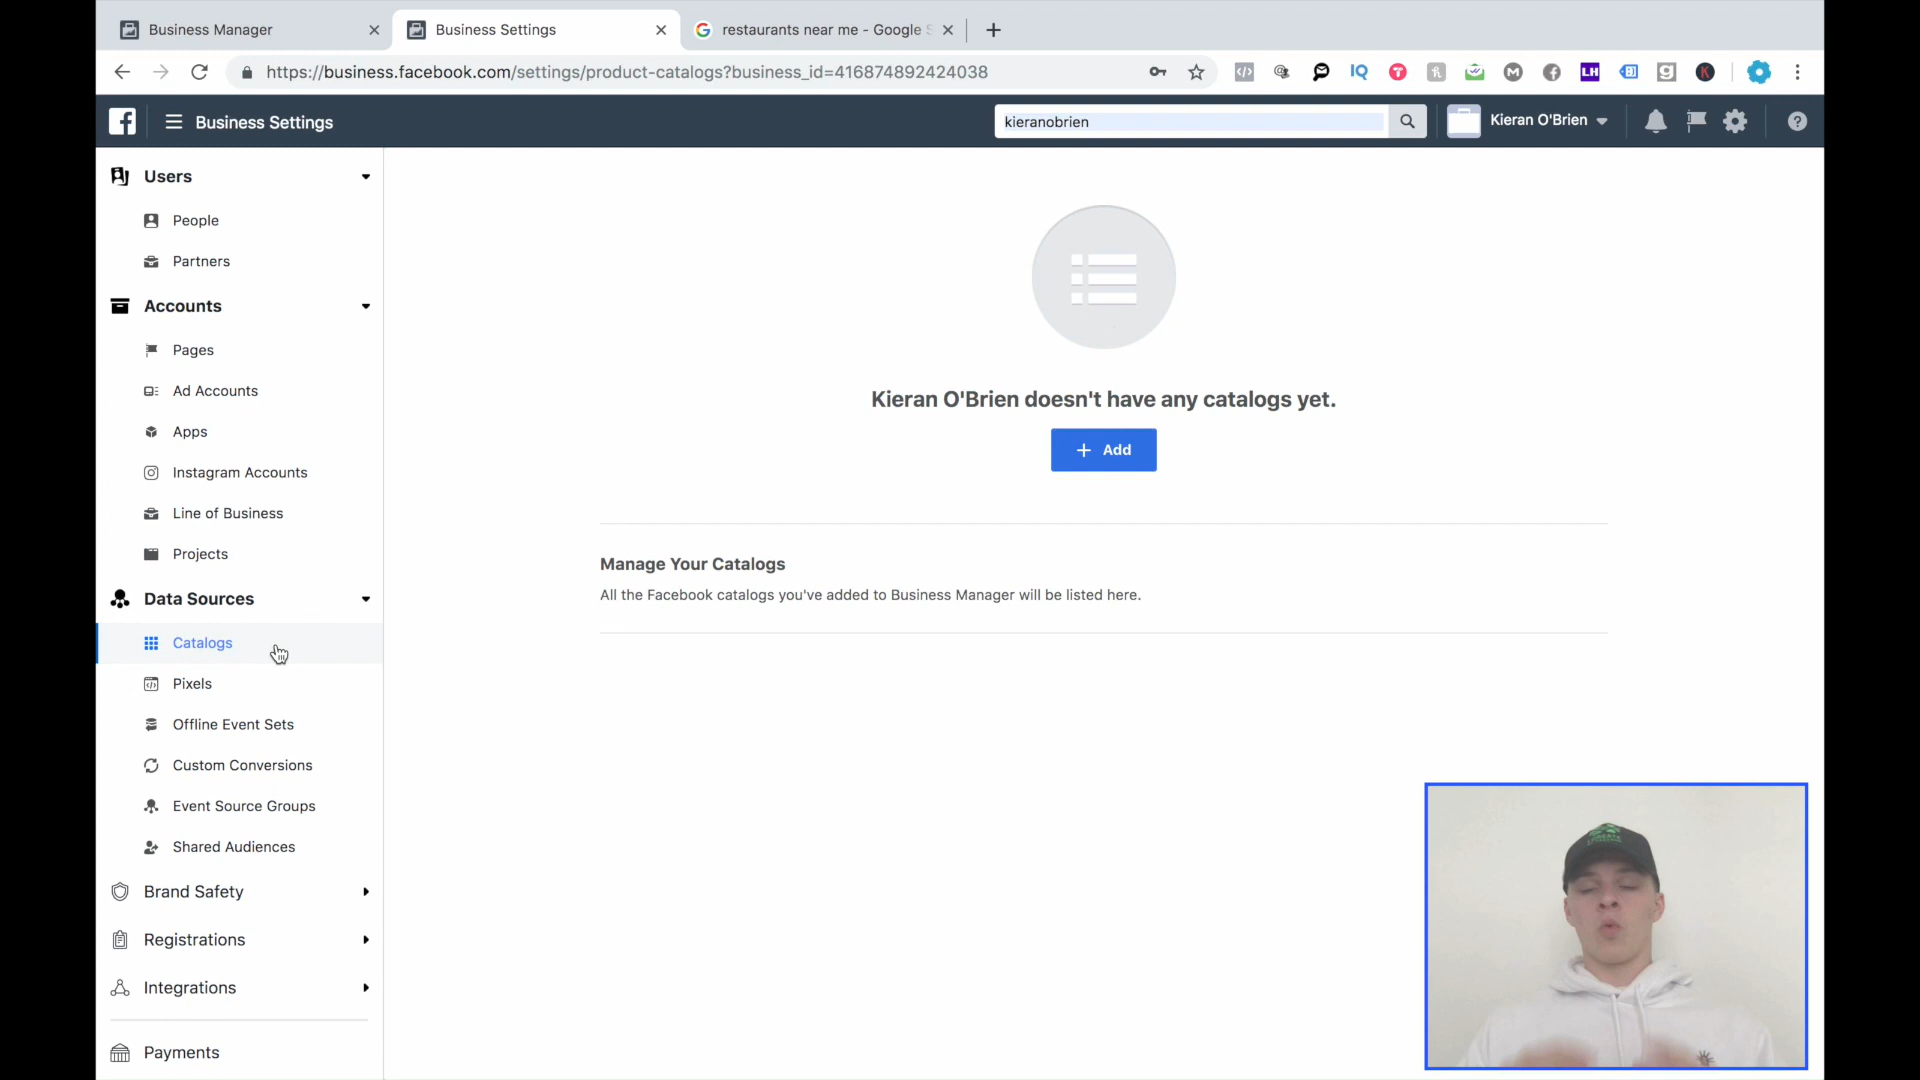 Business Manager
Business Settings
restaurants near me - Google
https://business.facebook.com/settings/product-catalogs?business_id=416874892424038
Business Settings
kieranobrien
Kieran O'Brien
Users
People
Partners
Accounts
Pages
Ad Accounts
Apps
Instagram Accounts
Line of Business
Projects
Data Sources
Catalogs
Pixels
Offline Event Sets
Custom Conversions
Event Source Groups
Shared Audiences
Brand Safety
Registrations
Integrations
Payments
Kieran O'Brien doesn't have any catalogs yet.
+ Add
Manage Your Catalogs
All the Facebook catalogs you've added to Business Manager will be listed here.